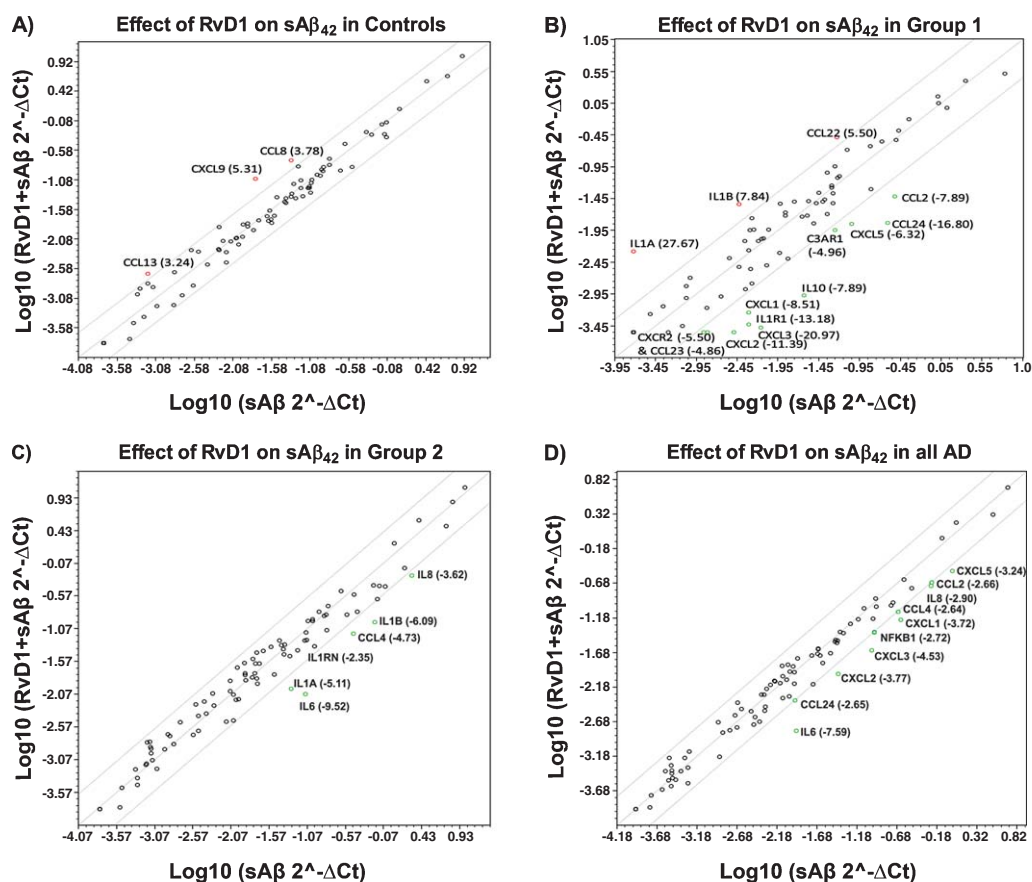 A) Effect of RvD1 on sAβ42 in Controls
Log10 (RvD1+sAβ 2^-ΔCt)
0.92
0.42
-0.08
-0.58
-1.08
-1.58
-2.08
-2.58
-3.08
-3.58
CCL8 (3.78)
CXCL9 (5.31)
CCL13 (3.24)
-4.08 -3.58 -3.08 -2.58 -2.08 -1.58 -1.08 -0.58 -0.08 0.42 0.92
Log10 (sAβ 2^-ΔCt)
B) Effect of RvD1 on sAβ42 in Group 1
Log10 (RvD1+sAβ 2^-ΔCt)
1.05
0.55
0.05
-0.45
-0.95
-1.45
-1.95
-2.45
-2.95
-3.45
CCL22 (5.50)
IL1B (7.84)
CCL2 (-7.89)
CCL24 (-16.80)
CXCL5 (-6.32)
C3AR1
(-4.96)
IL1A (27.67)
IL10 (-7.89)
CXCL1 (-8.51)
IL1R1 (-13.18)
CXCL3 (-20.97)
CXCR2 (-5.50)
CXCL2 (-11.39)
& CCL23 (-4.86)
-3.95 -3.45 -2.95 -2.45 -1.95 -1.45 -0.95 -0.45 0.05 0.55 1.0
Log10 (sAβ 2^-ΔCt)
C) Effect of RvD1 on sAβ42 in Group 2
Log10 (RvD1+sAβ 2^-ΔCt)
0.93
0.43
-0.07
-0.57
-1.07
-1.57
-2.07
-2.57
-3.07
-3.57
IL8 (-3.62)
IL1B (-6.09)
CCL4 (-4.73)
IL1RN (-2.35)
IL1A (-5.11)
IL6 (-9.52)
-4.07 -3.57 -3.07 -2.57 -2.07 -1.57 -1.07 -0.57 -0.07 0.43 0.93
Log10 (sAβ 2^-ΔCt)
D) Effect of RvD1 on sAβ42 in all AD
Log10 (RvD1+sAβ 2^-ΔCt)
0.82
0.32
-0.18
-0.68
-1.18
-1.68
-2.18
-2.68
-3.18
-3.68
CXCL5 (-3.24)
CCL2 (-2.66)
IL8 (-2.90)
CCL4 (-2.64)
CXCL1 (-3.72)
NFKB1 (-2.72)
CXCL3 (-4.53)
CXCL2 (-3.77)
CCL24 (-2.65)
IL6 (-7.59)
-4.18 -3.68 -3.18 -2.68 -2.18 -1.68 -1.18 -0.68 -0.18 0.32 0.82
Log10 (sAβ 2^-ΔCt)